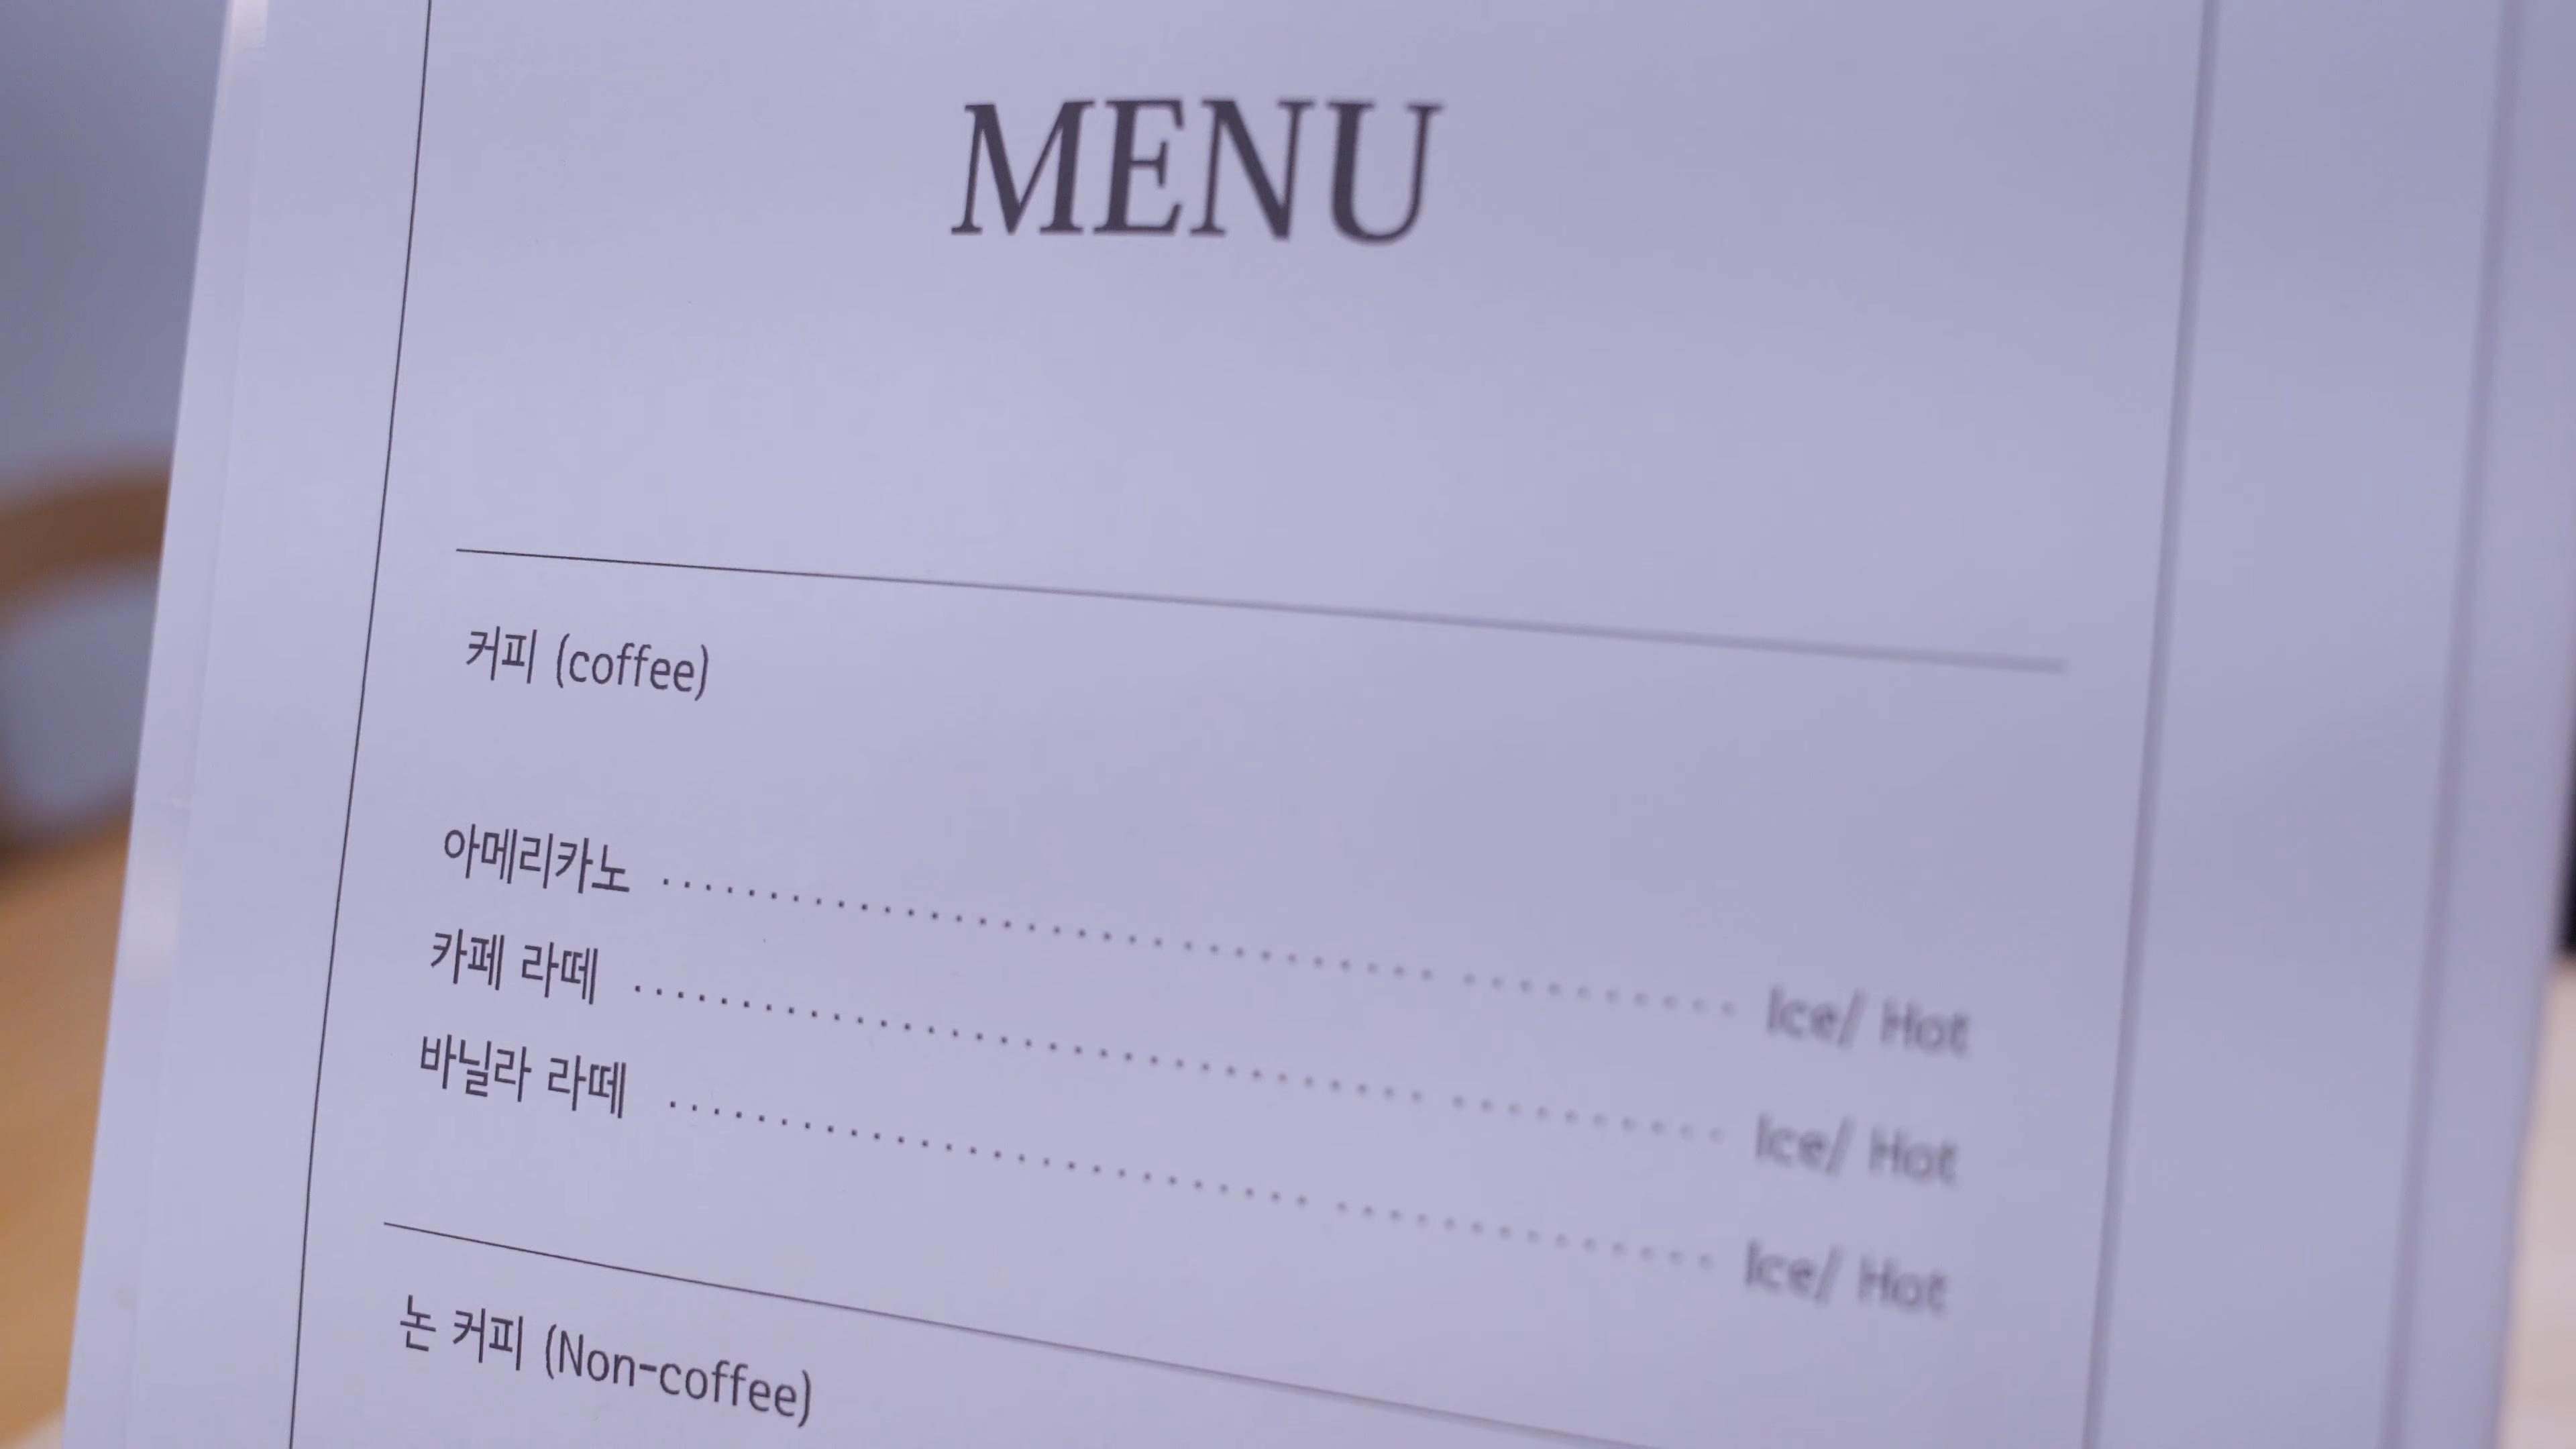 MENU
커피 (coffee)
아메리카노 ........................................ Ice/ Hot
카페 라떼 ........................................ Ice/ Hot
바닐라 라떼 ........................................ Ice/ Hot
논 커피 (Non-coffee)